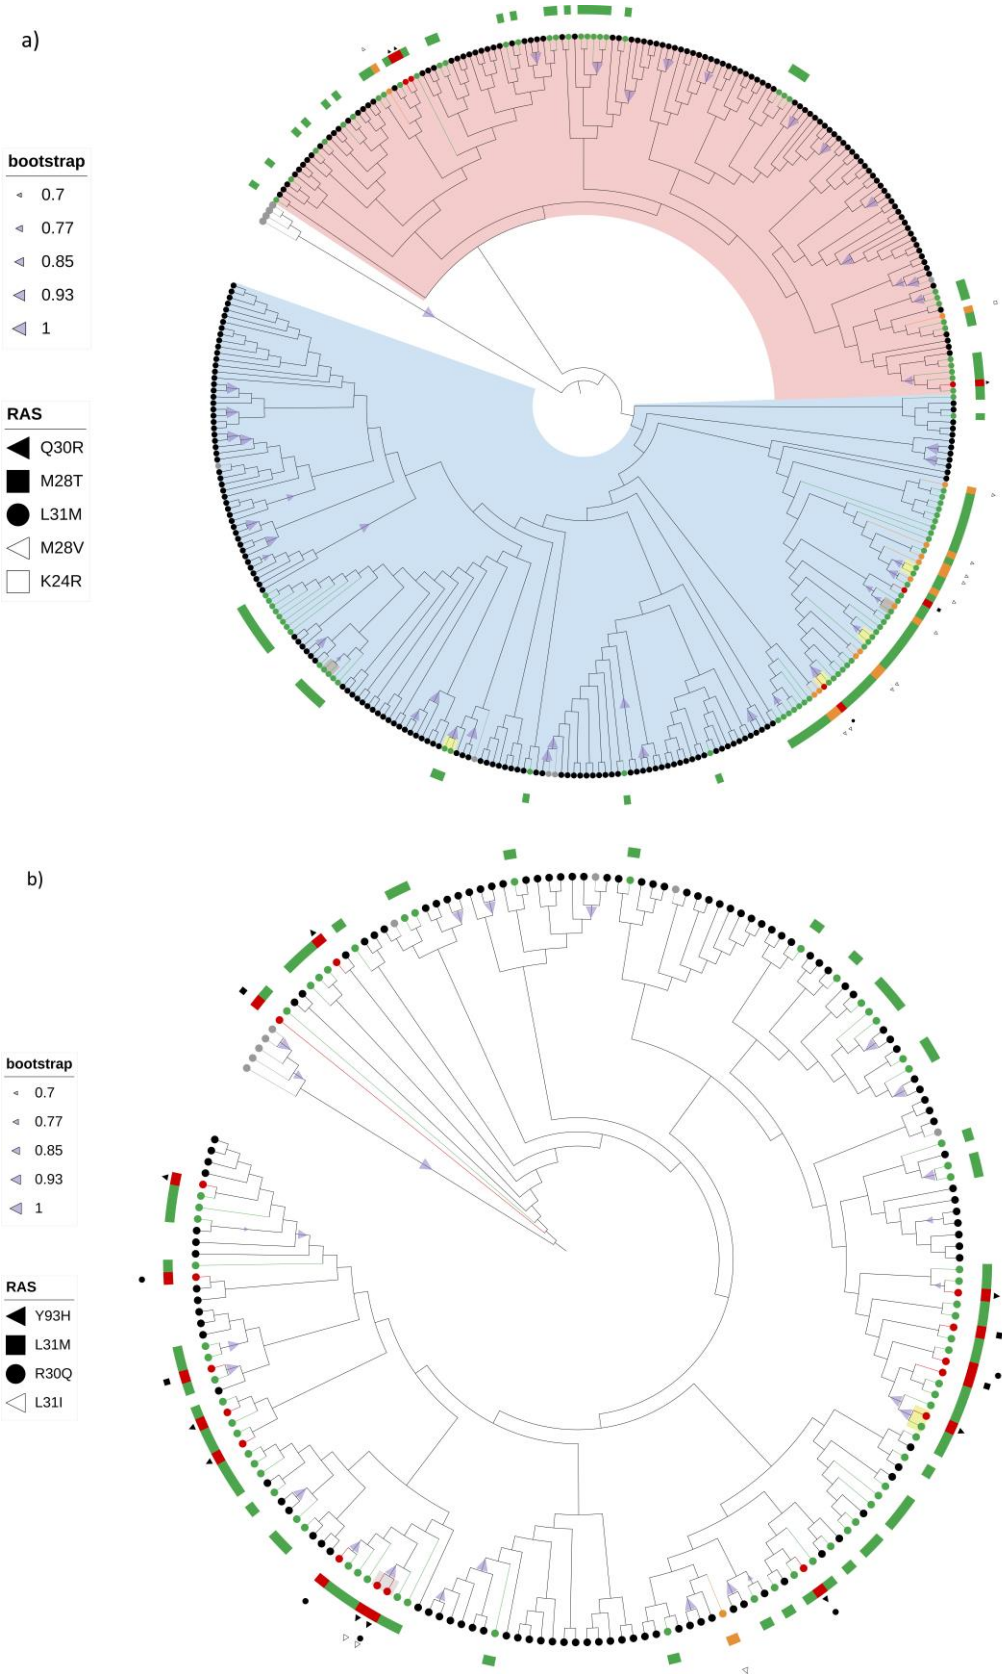 a)
bootstrap
0.7
0.77
0.85
0.93
1
RAS
Q30R
M28T
L31M
M28V
K24R
b)
bootstrap
0.7
0.77
0.85
0.93
1
RAS
Y93H
L31M
R30Q
L31I